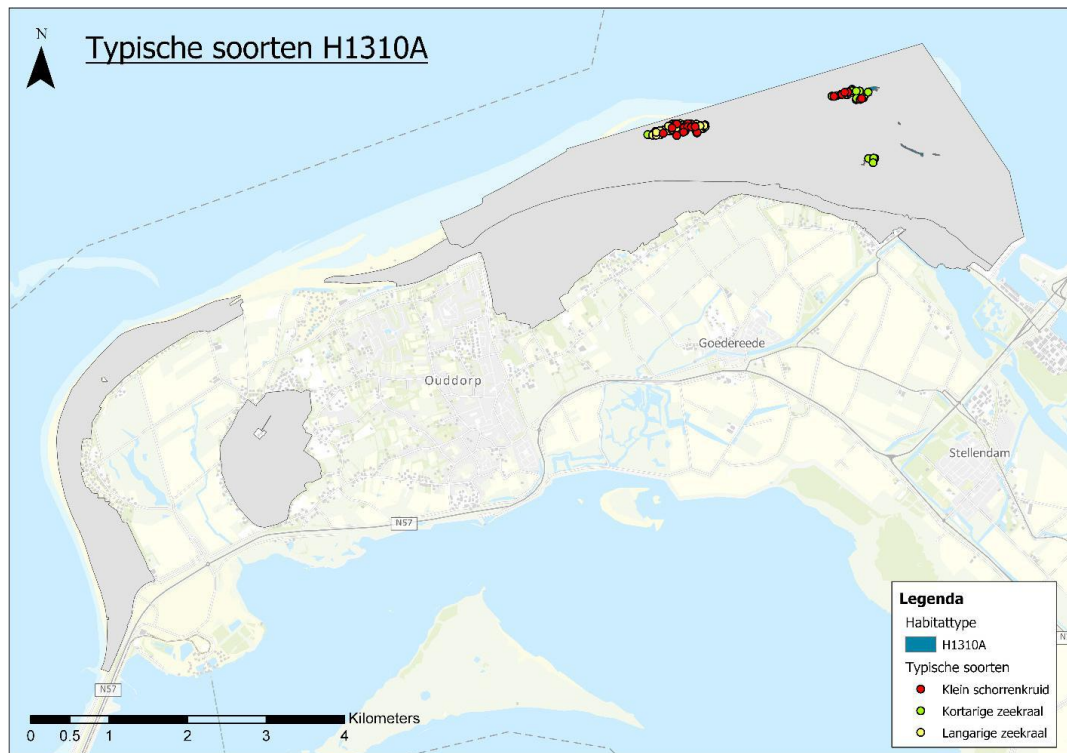 N
Typische soorten H1310A
Goedereede
Ouddorp
Stellendam
N57
N57
Legenda
Habitattype
H1310A
Typische soorten
Klein schorrenkruid
Kortarige zeekraal
Langarige zeekraal
Kilometers
0 0.5 1 2 3 4